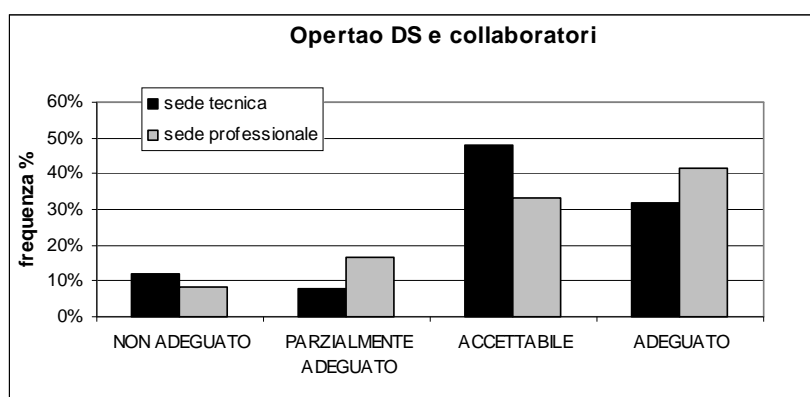 Opertao DS e collaboratori
sede tecnica
sede professionale
frequenza %
60%
50%
40%
30%
20%
10%
0%
NON ADEGUATO
PARZIALMENTE
ADEGUATO
ACCETTABILE
ADEGUATO